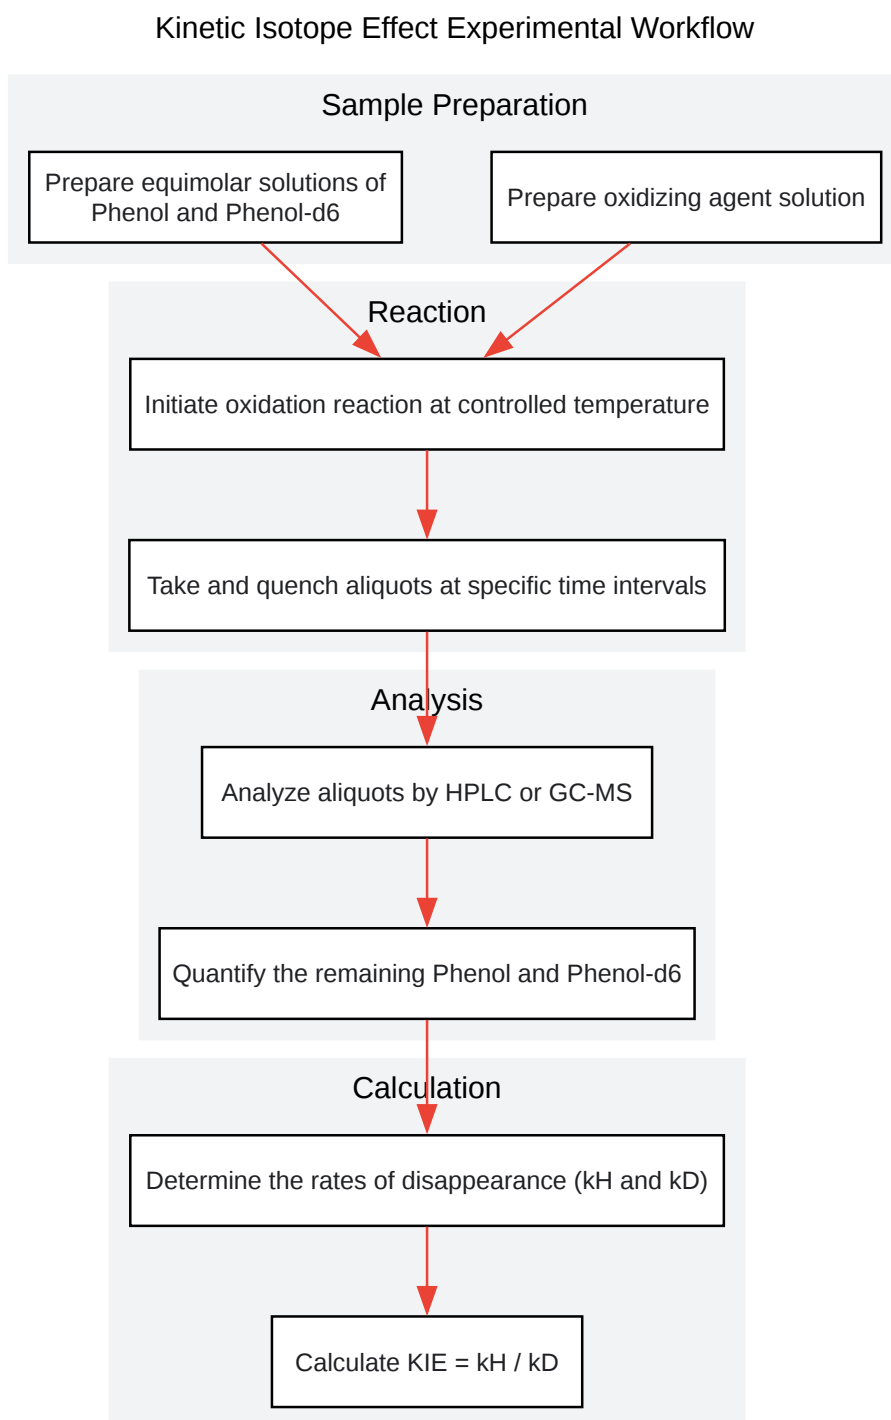 Kinetic Isotope Effect Experimental Workflow
Sample Preparation
Prepare equimolar solutions of
Phenol and Phenol-d6
Prepare oxidizing agent solution
Reaction
Initiate oxidation reaction at controlled temperature
Take and quench aliquots at specific time intervals
Analysis
Analyze aliquots by HPLC or GC-MS
Quantify the remaining Phenol and Phenol-d6
Calculation
Determine the rates of disappearance (kH and kD)
Calculate KIE = kH / kD